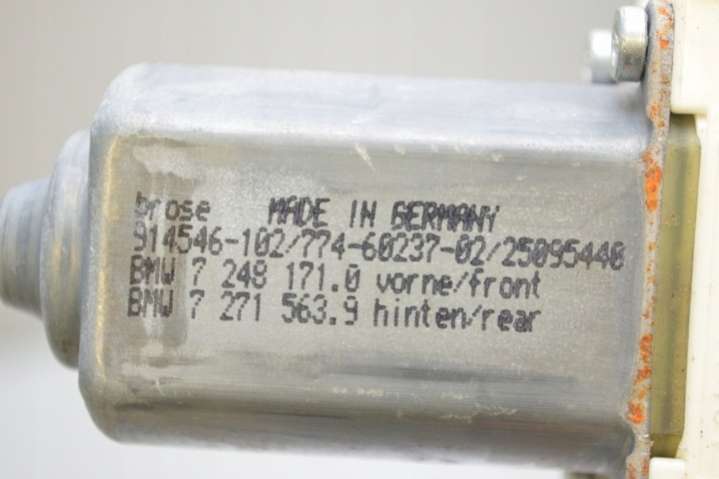 brose MADE IN GERMANY
914546-102/774-60237-02/25095440
BMW 7 248 171.0 vorne/front
BMW 7 271 563.9 hinten/rear